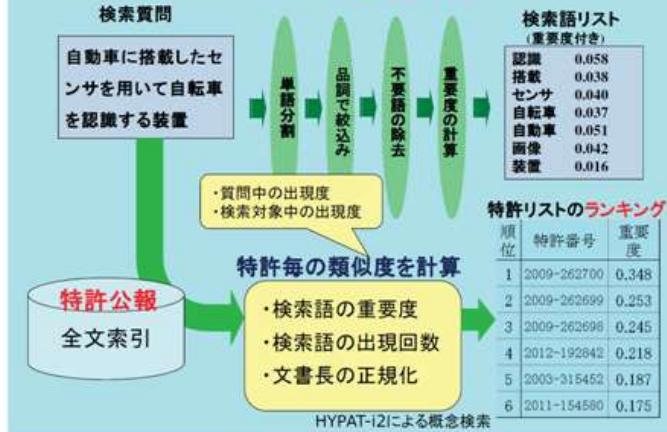 検索質問
自動車に搭載したセ
ンサを用いて自転車
を認識する装置
単語分割
品詞で絞込み
不要語の除去
重要度の計算
検索語リスト
(重要度付き)
認識 0.058
搭載 0.038
センサ 0.040
自転車 0.037
自動車 0.051
画像 0.042
装置 0.016
・質問中の出現度
・検索対象中の出現度
特許毎の類似度を計算
特許公報
全文索引
・検索語の重要度
・検索語の出現回数
・文書長の正規化
特許リストのランキング
順位 特許番号 重要度
1 2009-262700 0.348
2 2009-262699 0.253
3 2009-262698 0.245
4 2012-192842 0.218
5 2003-315452 0.187
6 2011-154580 0.175
HYPAT-i2による概念検索